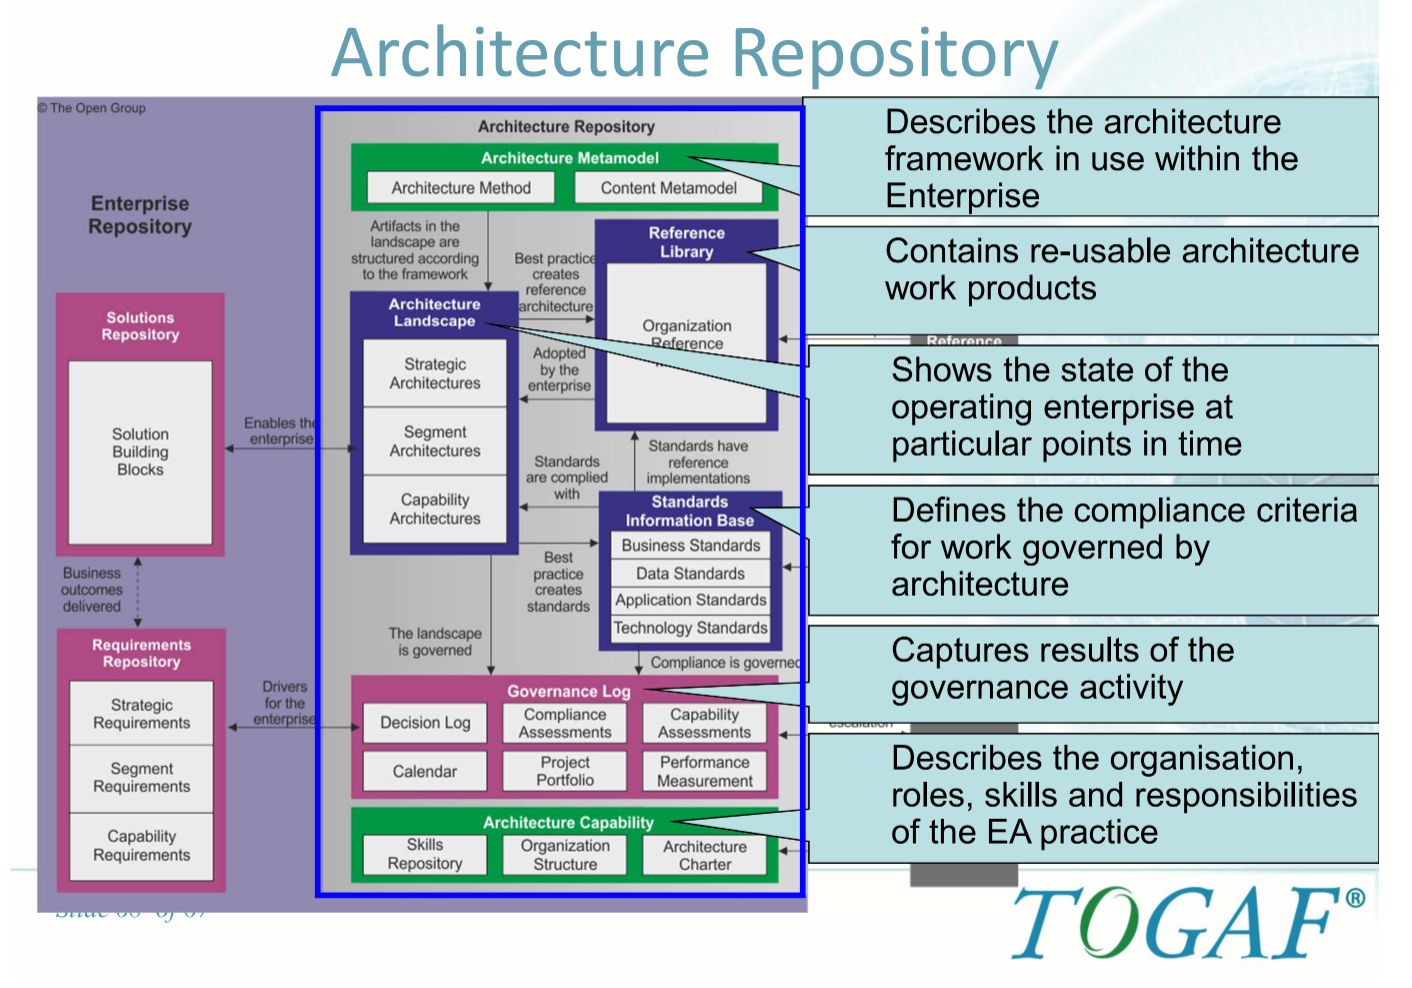 Architecture Repository
© The Open Group
Enterprise
Repository
Solutions
Repository
Solution
Building
Blocks
Business
outcomes
delivered
Requirements
Repository
Strategic
Requirements
Segment
Requirements
Capability
Requirements
Enables the
enterprise
Drivers
for the
enterprise
Architecture Repository
Architecture Metamodel
Architecture Method
Content Metamodel
Artifacts in the
landscape are
structured according
to the framework
Best practice
creates
reference
architecture
Reference
Library
Organization
Reference
Architecture
Landscape
Strategic
Architectures
Segment
Architectures
Capability
Architectures
Adopted
by the
enterprise
Standards
are complied
with
Standards have
reference
implementations
Best
practice
creates
standards
Standards
Information Base
Business Standards
Data Standards
Application Standards
Technology Standards
The landscape
is governed
Compliance is governed
Governance Log
Decision Log
Compliance
Assessments
Capability
Assessments
Calendar
Project
Portfolio
Performance
Measurement
Architecture Capability
Skills
Repository
Organization
Structure
Architecture
Charter
Describes the architecture
framework in use within the
Enterprise
Contains re-usable architecture
work products
Reference
Shows the state of the
operating enterprise at
particular points in time
Defines the compliance criteria
for work governed by
architecture
Captures results of the
governance activity
escalation
Describes the organisation,
roles, skills and responsibilities
of the EA practice
TOGAF®